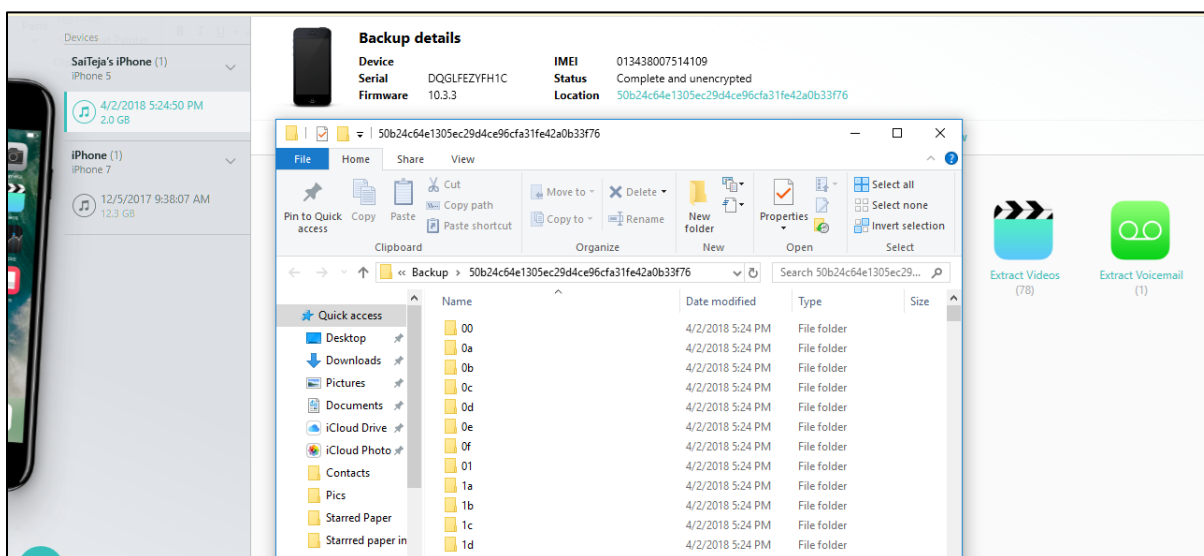 Devices
SaiTeja's iPhone (1)
iPhone 5
4/2/2018 5:24:50 PM
2.0 GB
iPhone (1)
iPhone 7
12/5/2017 9:38:07 AM
12.3 GB
Backup details
Device IMEI 013438007514109
Serial DQGLFEZYFH1C Status Complete and unencrypted
Firmware 10.3.3 Location 50b24c64e1305ec29d4ce96cfa31fe42a0b33f76
50b24c64e1305ec29d4ce96cfa31fe42a0b33f76
File Home Share View
Pin to Quick access
Copy
Paste
Cut
Copy path
Paste shortcut
Clipboard
Move to
Copy to
Delete
Rename
Organize
New folder
New
Properties
Open
Select all
Select none
Invert selection
Select
« Backup › 50b24c64e1305ec29d4ce96cfa31fe42a0b33f76
Search 50b24c64e1305ec29...
Quick access
Desktop
Downloads
Pictures
Documents
iCloud Drive
iCloud Photo
Contacts
Pics
Starred Paper
Starrred paper in
Name Date modified Type Size
00 4/2/2018 5:24 PM File folder
0a 4/2/2018 5:24 PM File folder
0b 4/2/2018 5:24 PM File folder
0c 4/2/2018 5:24 PM File folder
0d 4/2/2018 5:24 PM File folder
0e 4/2/2018 5:24 PM File folder
0f 4/2/2018 5:24 PM File folder
01 4/2/2018 5:24 PM File folder
1a 4/2/2018 5:24 PM File folder
1b 4/2/2018 5:24 PM File folder
1c 4/2/2018 5:24 PM File folder
1d 4/2/2018 5:24 PM File folder
Extract Videos
(78)
Extract Voicemail
(1)